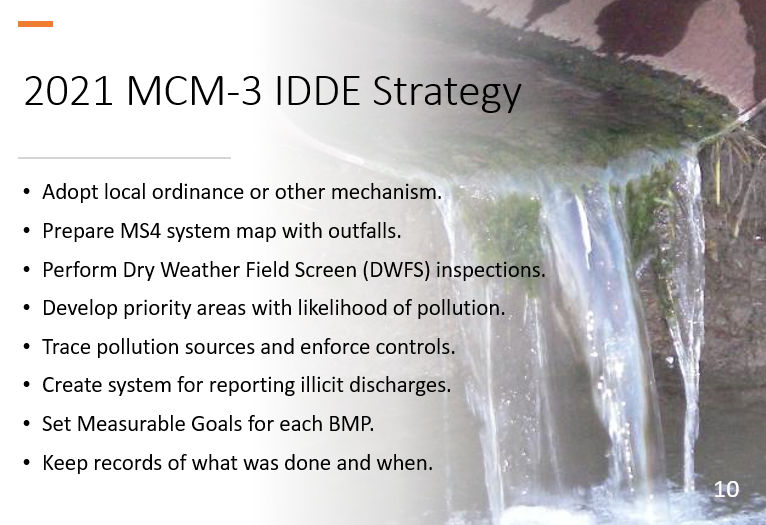 2021 MCM-3 IDDE Strategy
• Adopt local ordinance or other mechanism.
• Prepare MS4 system map with outfalls.
• Perform Dry Weather Field Screen (DWFS) inspections.
• Develop priority areas with likelihood of pollution.
• Trace pollution sources and enforce controls.
• Create system for reporting illicit discharges.
• Set Measurable Goals for each BMP.
• Keep records of what was done and when.
10